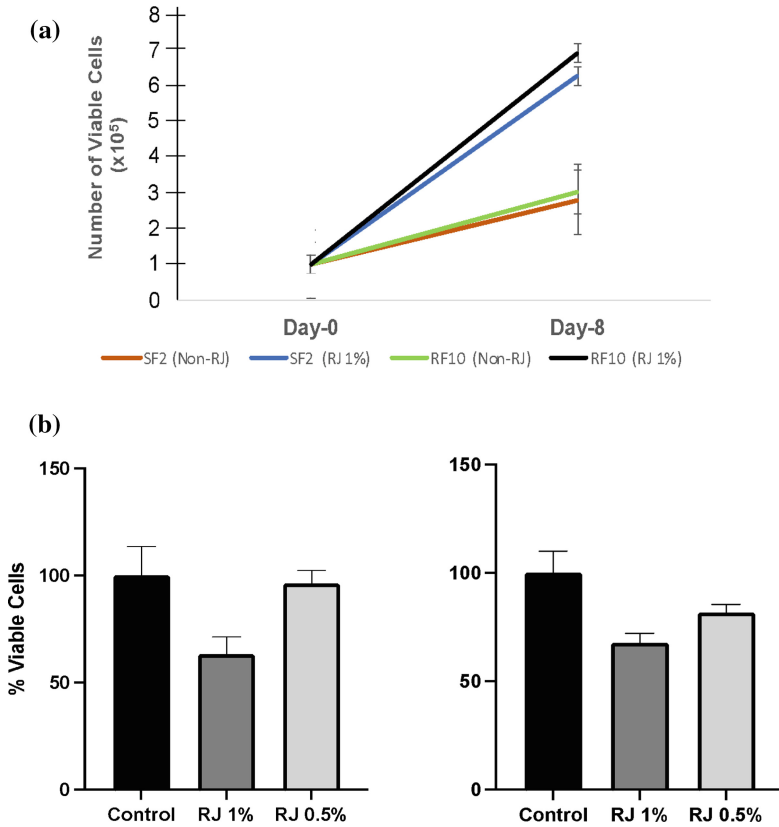 (a)
Number of Viable Cells
(x10⁵)
8
7
6
5
4
3
2
1
0
Day-0 Day-8
SF2 (Non-RJ) SF2 (RJ 1%) RF10 (Non-RJ) RF10 (RJ 1%)
(b)
% Viable Cells
150
100
50
0
Control RJ 1% RJ 0.5%
150
100
50
0
Control RJ 1% RJ 0.5%